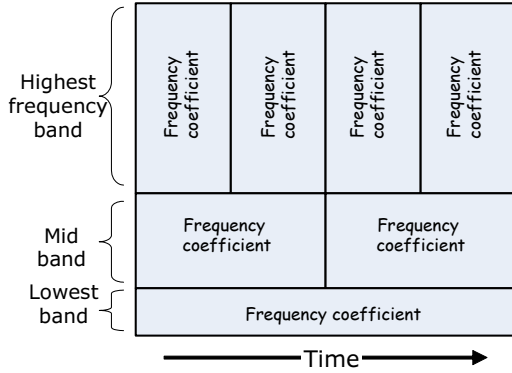 Highest
frequency
band
Frequency
coefficient
Frequency
coefficient
Frequency
coefficient
Frequency
coefficient
Mid
band
Frequency
coefficient
Frequency
coefficient
Lowest
band
Frequency coefficient
Time